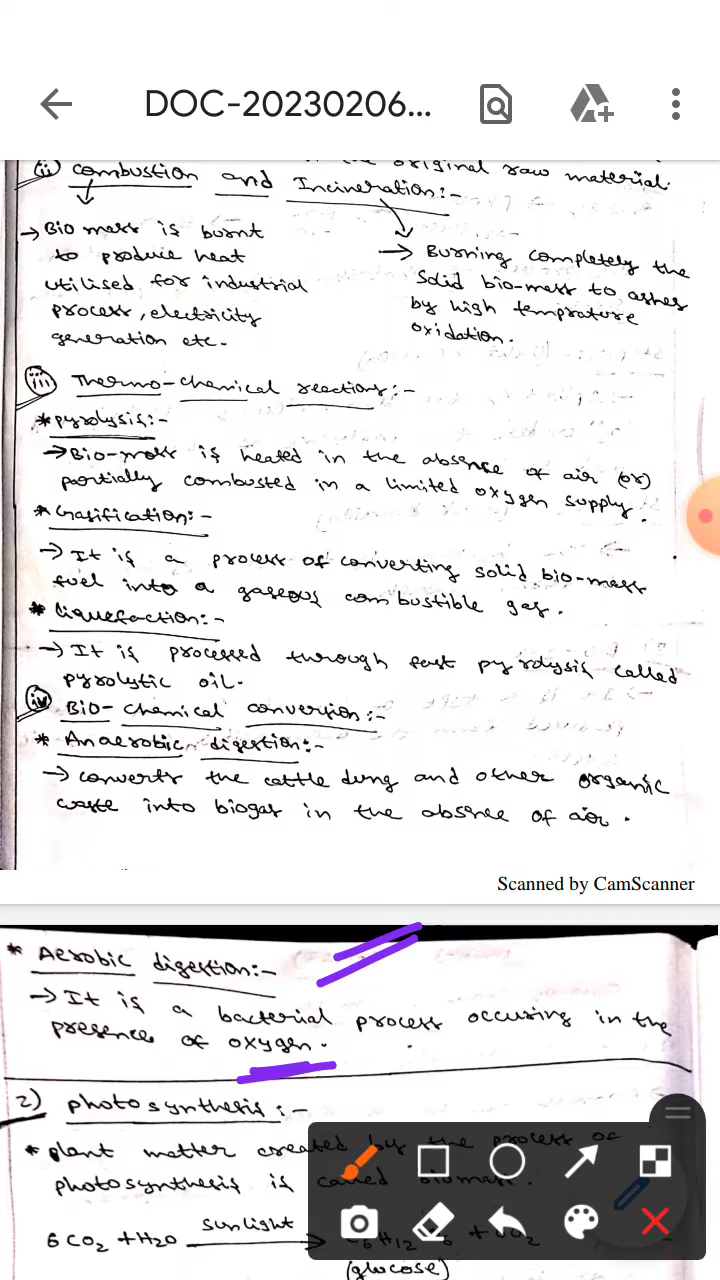 DOC-20230206...
original raw material.
(ii) Combustion and Incineration:-
→ Bio mass is burnt
to produce heat
utilised for industrial
process, electricity
generation etc.
→ Burning completely the
Solid bio-mass to ashes
by high temprature
oxidation.
(iii) Thermo-chemical reactions:-
* pyrolysis:-
→ Bio-mass is heated in the absence of air (or)
partially combusted in a limited oxygen supply.
* Gasification:-
→ It is a process of converting solid bio-mass
fuel into a gaseous combustible gas.
* liquefaction:-
→ It is processed through fast pyrolysis called
pyrolytic oil.
(iv) Bio-chemical conversion:-
* Anaerobic digestion:-
→ converts the cattle dung and other organic
waste into biogas in the absence of air.
Scanned by CamScanner
* Aerobic digestion:-
→ It is a bacterial process occuring in the
presence of oxygen.
2) photosynthesis:-
* plant matter created by the process of
photosynthesis is called biomass.
6CO2 + H2O sunlight →
(glucose)